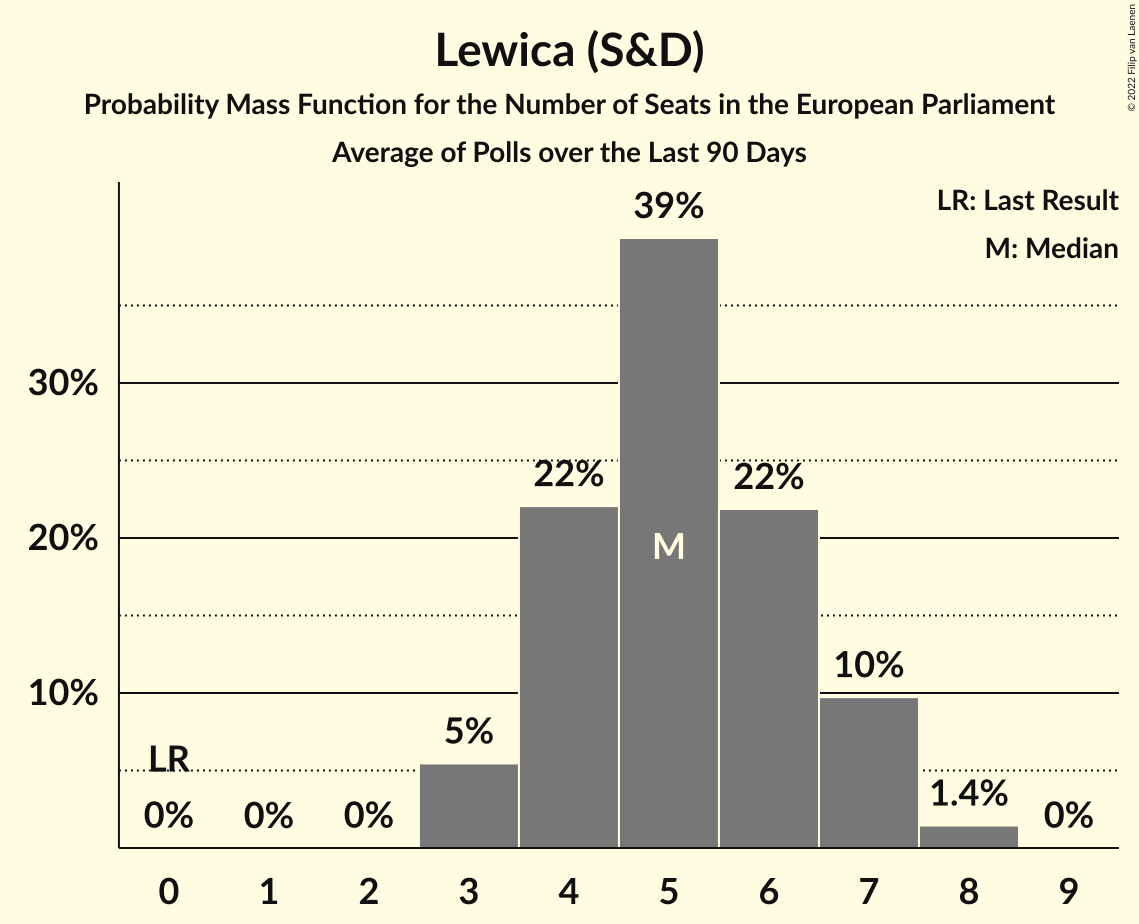 Lewica (S&D)
Probability Mass Function for the Number of Seats in the European Parliament
Average of Polls over the Last 90 Days
© 2022 Filip van Laenen
LR: Last Result
M: Median
39%
30%
22%
22%
20%
M
10%
10%
5%
LR
1.4%
0%
0%
0%
0%
0
1
2
3
4
5
6
7
8
9